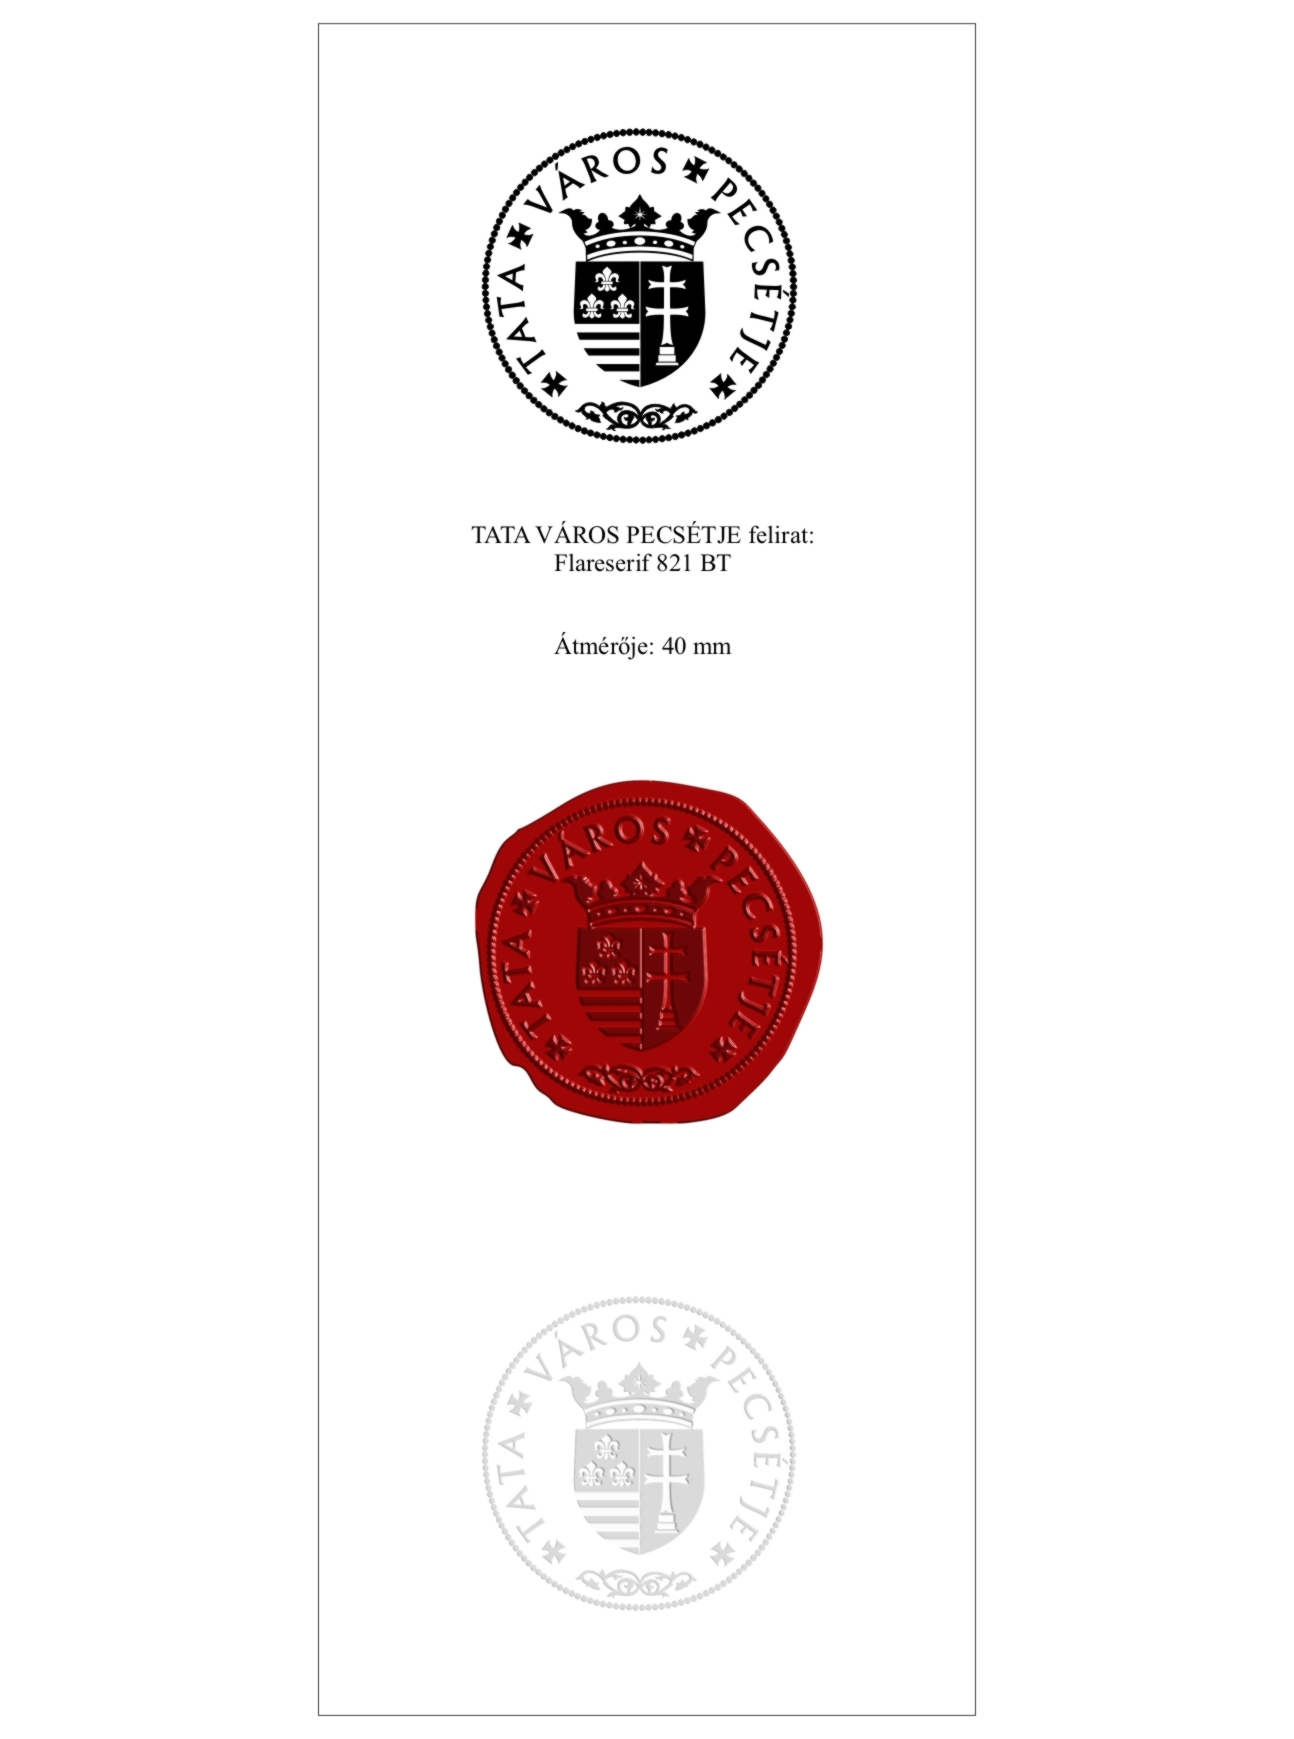 TATA ✠ VÁROS ✠ PECSÉTJE
TATA VÁROS PECSÉTJE felirat:
Flareserif 821 BT
Átmérője: 40 mm
TATA ✠ VÁROS ✠ PECSÉTJE
TATA ✠ VÁROS ✠ PECSÉTJE